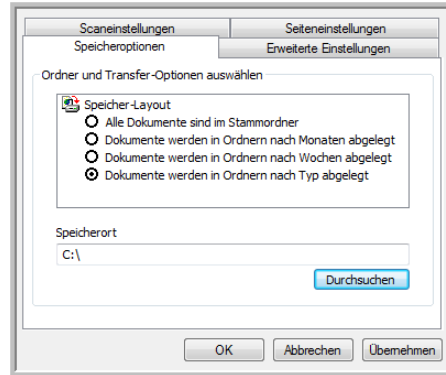 Scaneinstellungen
Seiteneinstellungen
Speicheroptionen
Erweiterte Einstellungen
Ordner und Transfer-Optionen auswählen
Speicher-Layout
Alle Dokumente sind im Stammordner
Dokumente werden in Ordnern nach Monaten abgelegt
Dokumente werden in Ordnern nach Wochen abgelegt
Dokumente werden in Ordnern nach Typ abgelegt
Speicherort
C:\
Durchsuchen
OK
Abbrechen
Übernehmen